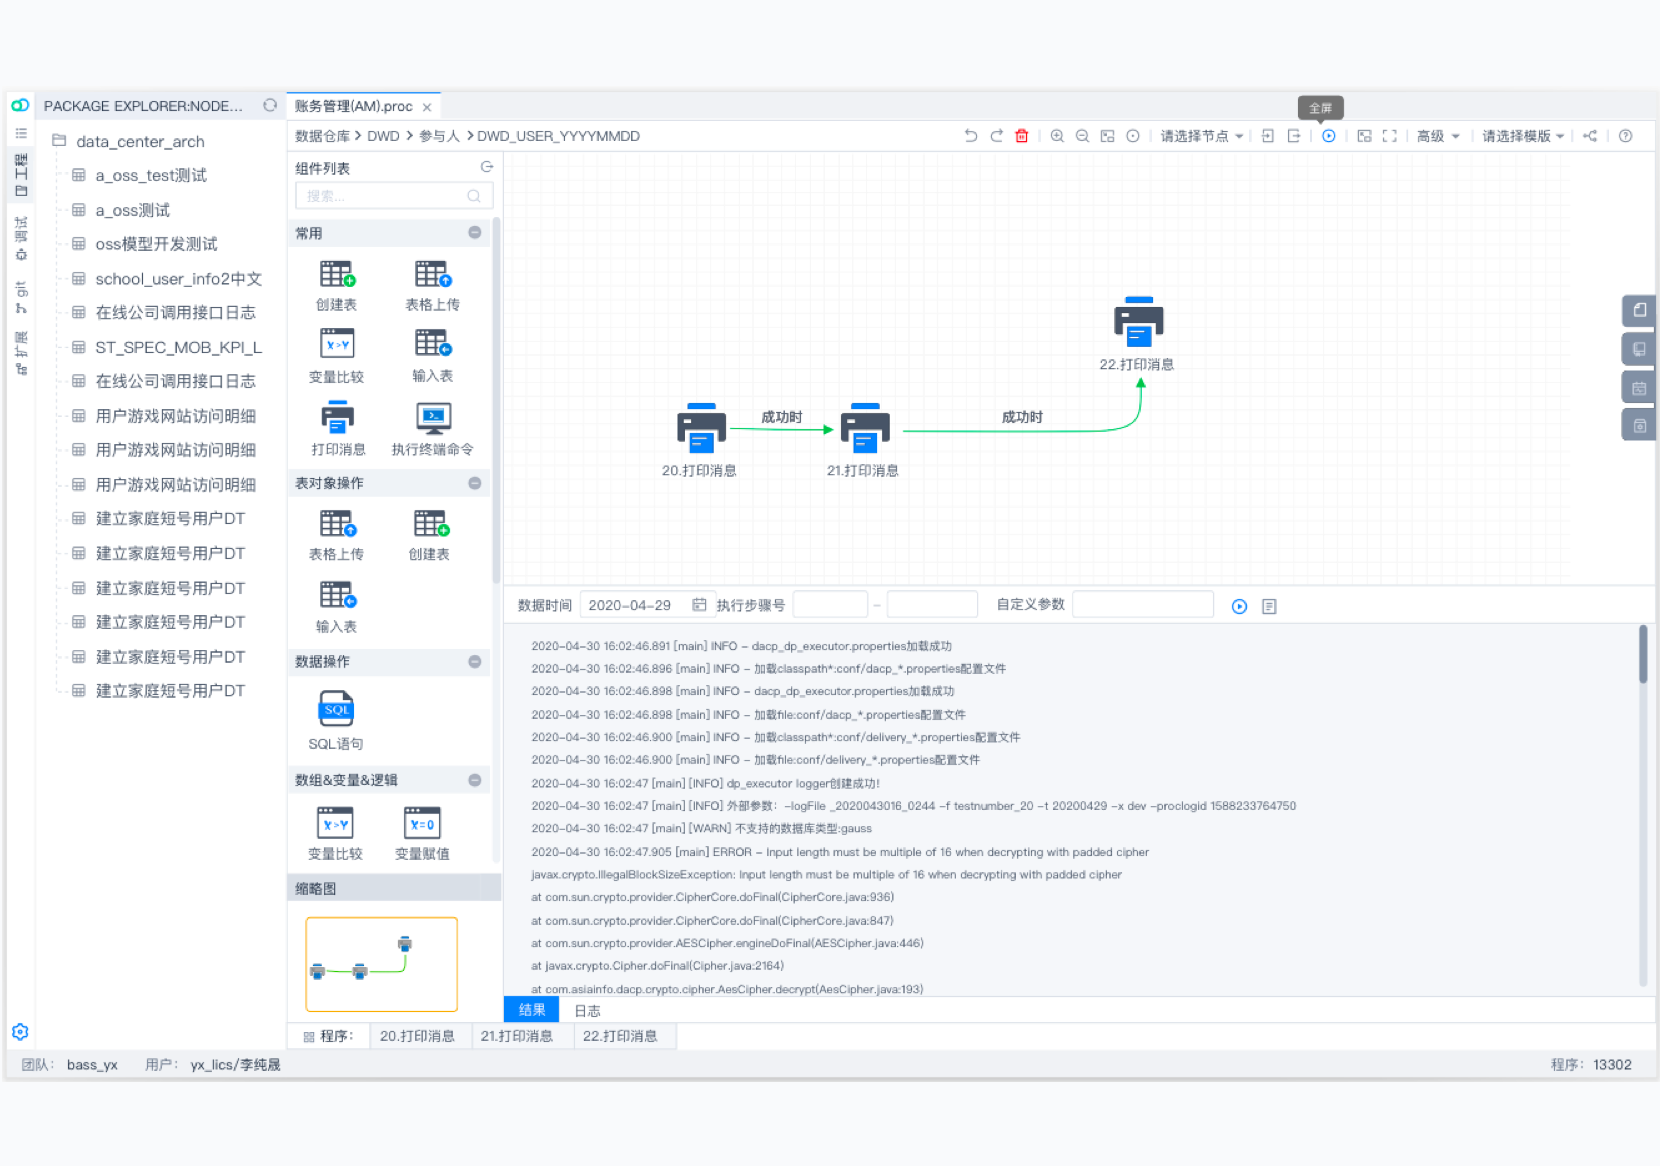 PACKAGE EXPLORER:NODE...
账务管理(AM).proc
全屏
数据仓库 > DWD > 参与人 > DWD_USER_YYYYMMDD
请选择节点
高级
请选择模版
工程
调试
git
扩展
data_center_arch
a_oss_test测试
a_oss测试
oss模型开发测试
school_user_info2中文
在线公司调用接口日志
ST_SPEC_MOB_KPI_L
在线公司调用接口日志
用户游戏网站访问明细
用户游戏网站访问明细
用户游戏网站访问明细
建立家庭短号用户DT
建立家庭短号用户DT
建立家庭短号用户DT
建立家庭短号用户DT
建立家庭短号用户DT
建立家庭短号用户DT
组件列表
搜索...
常用
创建表
表格上传
变量比较
输入表
打印消息
执行终端命令
表对象操作
表格上传
创建表
输入表
数据操作
SQL
SQL语句
数组&变量&逻辑
变量比较
变量赋值
缩略图
22.打印消息
成功时
成功时
20.打印消息
21.打印消息
数据时间 2020-04-29 执行步骤号 – 自定义参数
2020-04-30 16:02:46.891 [main] INFO - dacp_dp_executor.properties加载成功
2020-04-30 16:02:46.896 [main] INFO - 加载classpath*:conf/dacp_*.properties配置文件
2020-04-30 16:02:46.898 [main] INFO - dacp_dp_executor.properties加载成功
2020-04-30 16:02:46.898 [main] INFO - 加载file:conf/dacp_*.properties配置文件
2020-04-30 16:02:46.900 [main] INFO - 加载classpath*:conf/delivery_*.properties配置文件
2020-04-30 16:02:46.900 [main] INFO - 加载file:conf/delivery_*.properties配置文件
2020-04-30 16:02:47 [main] [INFO] dp_executor logger创建成功!
2020-04-30 16:02:47 [main] [INFO] 外部参数: -logFile _2020043016_0244 -f testnumber_20 -t 20200429 -x dev -proclogid 1588233764750
2020-04-30 16:02:47 [main] [WARN] 不支持的数据库类型:gauss
2020-04-30 16:02:47.905 [main] ERROR - Input length must be multiple of 16 when decrypting with padded cipher
javax.crypto.IllegalBlockSizeException: Input length must be multiple of 16 when decrypting with padded cipher
at com.sun.crypto.provider.CipherCore.doFinal(CipherCore.java:936)
at com.sun.crypto.provider.CipherCore.doFinal(CipherCore.java:847)
at com.sun.crypto.provider.AESCipher.engineDoFinal(AESCipher.java:446)
at javax.crypto.Cipher.doFinal(Cipher.java:2164)
at com.asiainfo.dacp.crypto.cipher.AesCipher.decrypt(AesCipher.java:193)
结果
日志
程序:
20.打印消息
21.打印消息
22.打印消息
团队: bass_yx
用户: yx_lics/李纯晟
程序: 13302